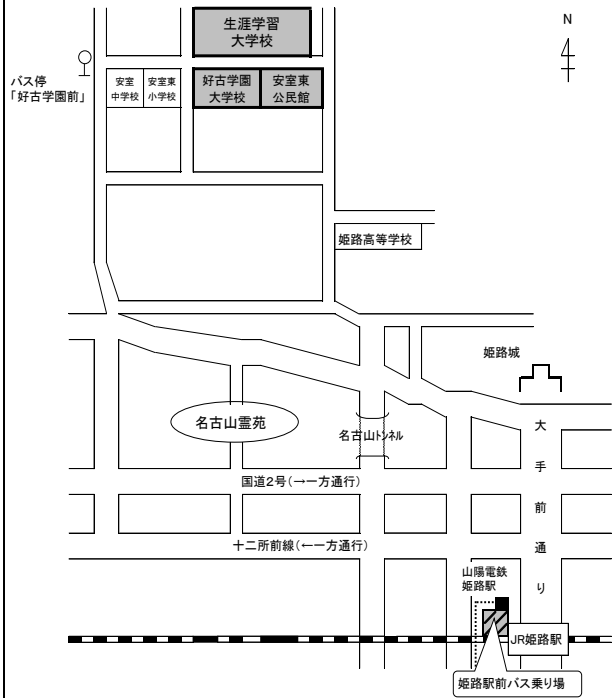 生涯学習
大学校
N
バス停
「好古学園前」
安室
中学校
安室東
小学校
好古学園
大学校
安室東
公民館
姫路高等学校
姫路城
名古山霊苑
名古山トンネル
大手前通り
国道2号(→一方通行)
十二所前線(←一方通行)
山陽電鉄
姫路駅
JR姫路駅
姫路駅前バス乗り場